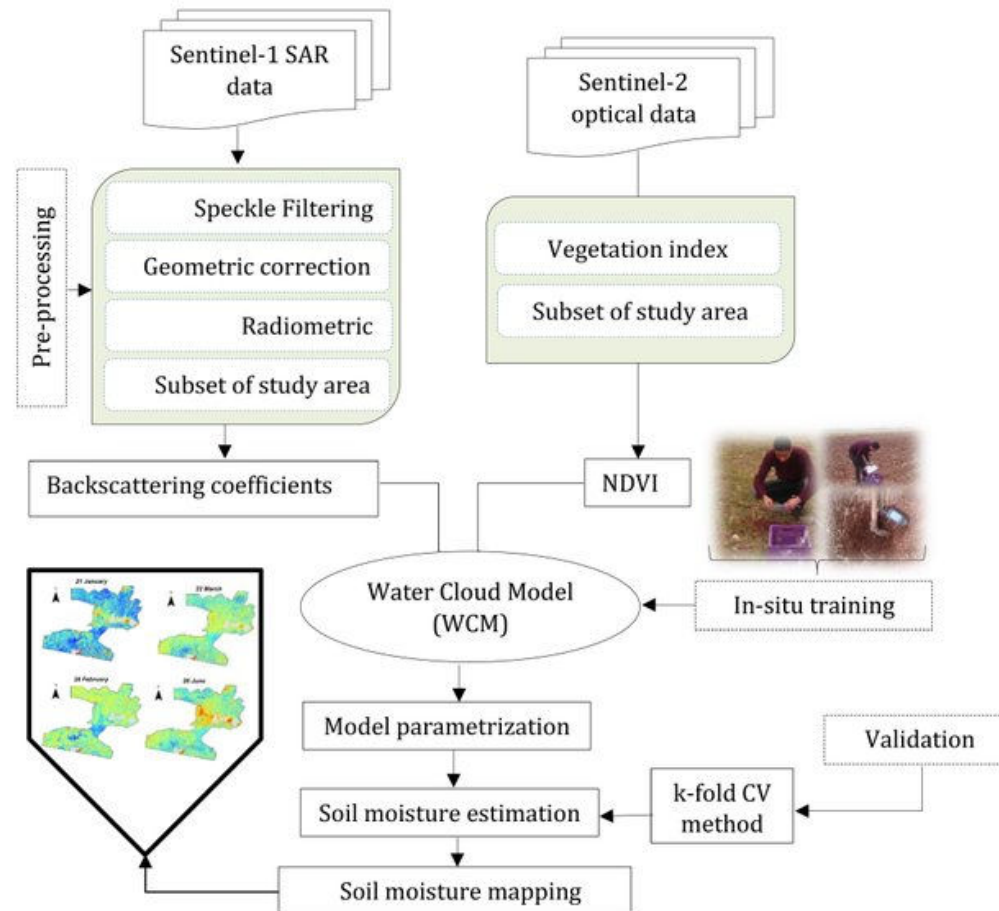 Sentinel-1 SAR
data
Sentinel-2
optical data
Pre-processing
Speckle Filtering
Geometric correction
Radiometric
Subset of study area
Vegetation index
Subset of study area
Backscattering coefficients
NDVI
Water Cloud Model
(WCM)
In-situ training
21 January
22 March
26 June
Model parametrization
Validation
Soil moisture estimation
k-fold CV
method
Soil moisture mapping